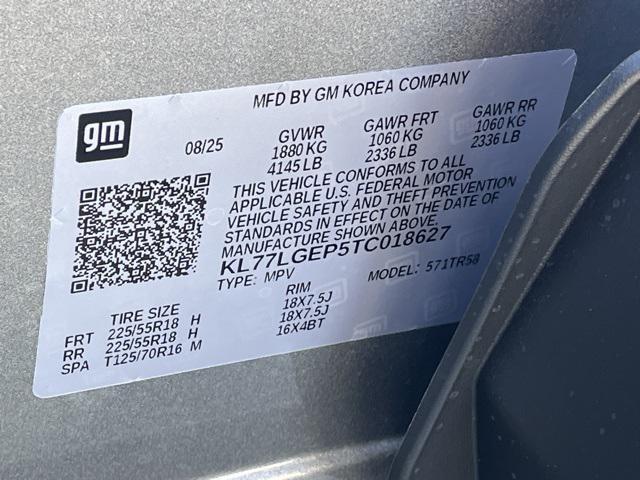 MFD BY GM KOREA COMPANY
gm
08/25 GVWR GAWR FRT GAWR RR
1880 KG 1060 KG 1060 KG
4145 LB 2336 LB 2336 LB
THIS VEHICLE CONFORMS TO ALL
APPLICABLE U.S. FEDERAL MOTOR
VEHICLE SAFETY AND THEFT PREVENTION
STANDARDS IN EFFECT ON THE DATE OF
MANUFACTURE SHOWN ABOVE.
KL77LGEP5TC018627
TYPE: MPV MODEL: 571TR58
TIRE SIZE RIM
FRT 225/55R18 H 18X7.5J
RR 225/55R18 H 18X7.5J
SPA T125/70R16 M 16X4BT